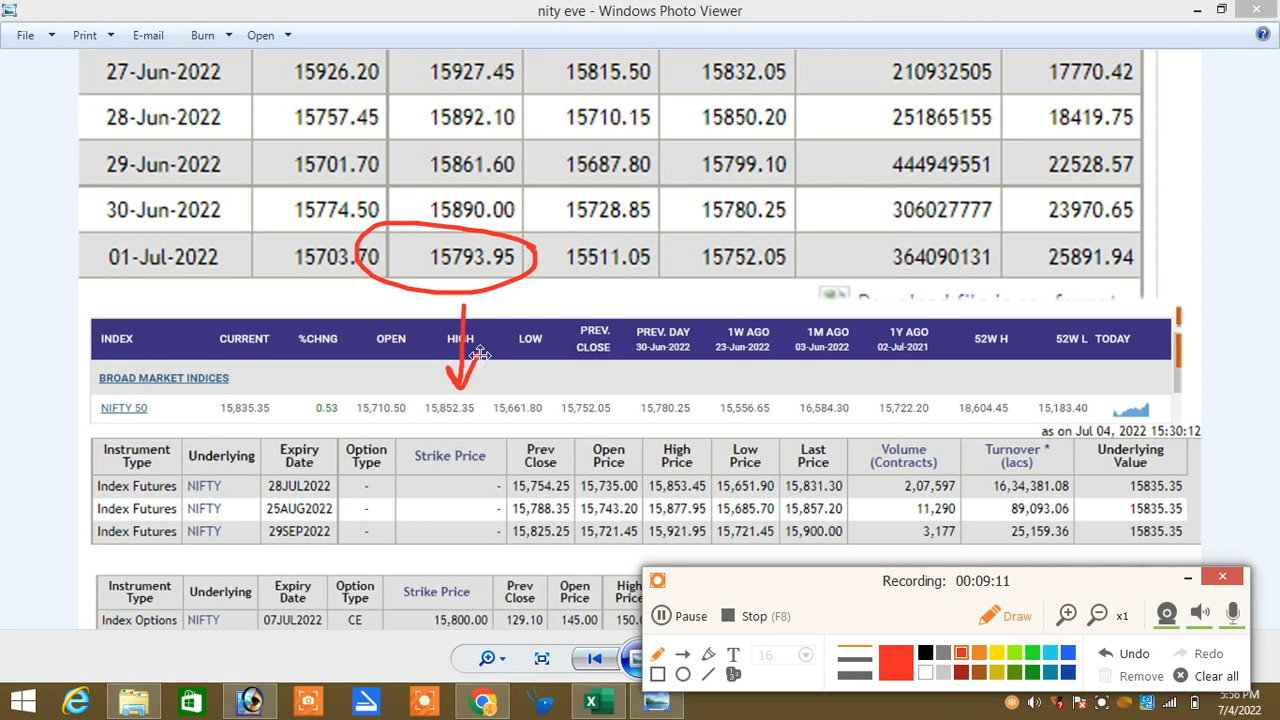 nity eve - Windows Photo Viewer
File Print E-mail Burn Open
27-Jun-2022 15926.20 15927.45 15815.50 15832.05 210932505 17770.42
28-Jun-2022 15757.45 15892.10 15710.15 15850.20 251865155 18419.75
29-Jun-2022 15701.70 15861.60 15687.80 15799.10 444949551 22528.57
30-Jun-2022 15774.50 15890.00 15728.85 15780.25 306027777 23970.65
01-Jul-2022 15703.70 15793.95 15511.05 15752.05 364090131 25891.94
INDEX CURRENT %CHNG OPEN HIGH LOW PREV. CLOSE PREV. DAY 30-Jun-2022 1W AGO 23-Jun-2022 1M AGO 03-Jun-2022 1Y AGO 02-Jul-2021 52W H 52W L TODAY
BROAD MARKET INDICES
NIFTY 50 15,835.35 0.53 15,710.50 15,852.35 15,661.80 15,752.05 15,780.25 15,556.65 16,584.30 15,722.20 18,604.45 15,183.40
as on Jul 04, 2022 15:30:12
Instrument Type Underlying Expiry Date Option Type Strike Price Prev Close Open Price High Price Low Price Last Price Volume (Contracts) Turnover * (lacs) Underlying Value
Index Futures NIFTY 28JUL2022 - - 15,754.25 15,735.00 15,853.45 15,651.90 15,831.30 2,07,597 16,34,381.08 15835.35
Index Futures NIFTY 25AUG2022 - - 15,788.35 15,743.20 15,877.95 15,685.70 15,857.20 11,290 89,093.06 15835.35
Index Futures NIFTY 29SEP2022 - - 15,825.25 15,721.45 15,921.95 15,721.45 15,900.00 3,177 25,159.36 15835.35
Instrument Type Underlying Expiry Date Option Type Strike Price Prev Close Open Price
Index Options NIFTY 07JUL2022 CE 15,800.00 129.10 145.00
Recording: 00:09:11
Pause Stop (F8) Draw x1
T 16 Undo Redo
Remove Clear all
5:56 PM
7/4/2022